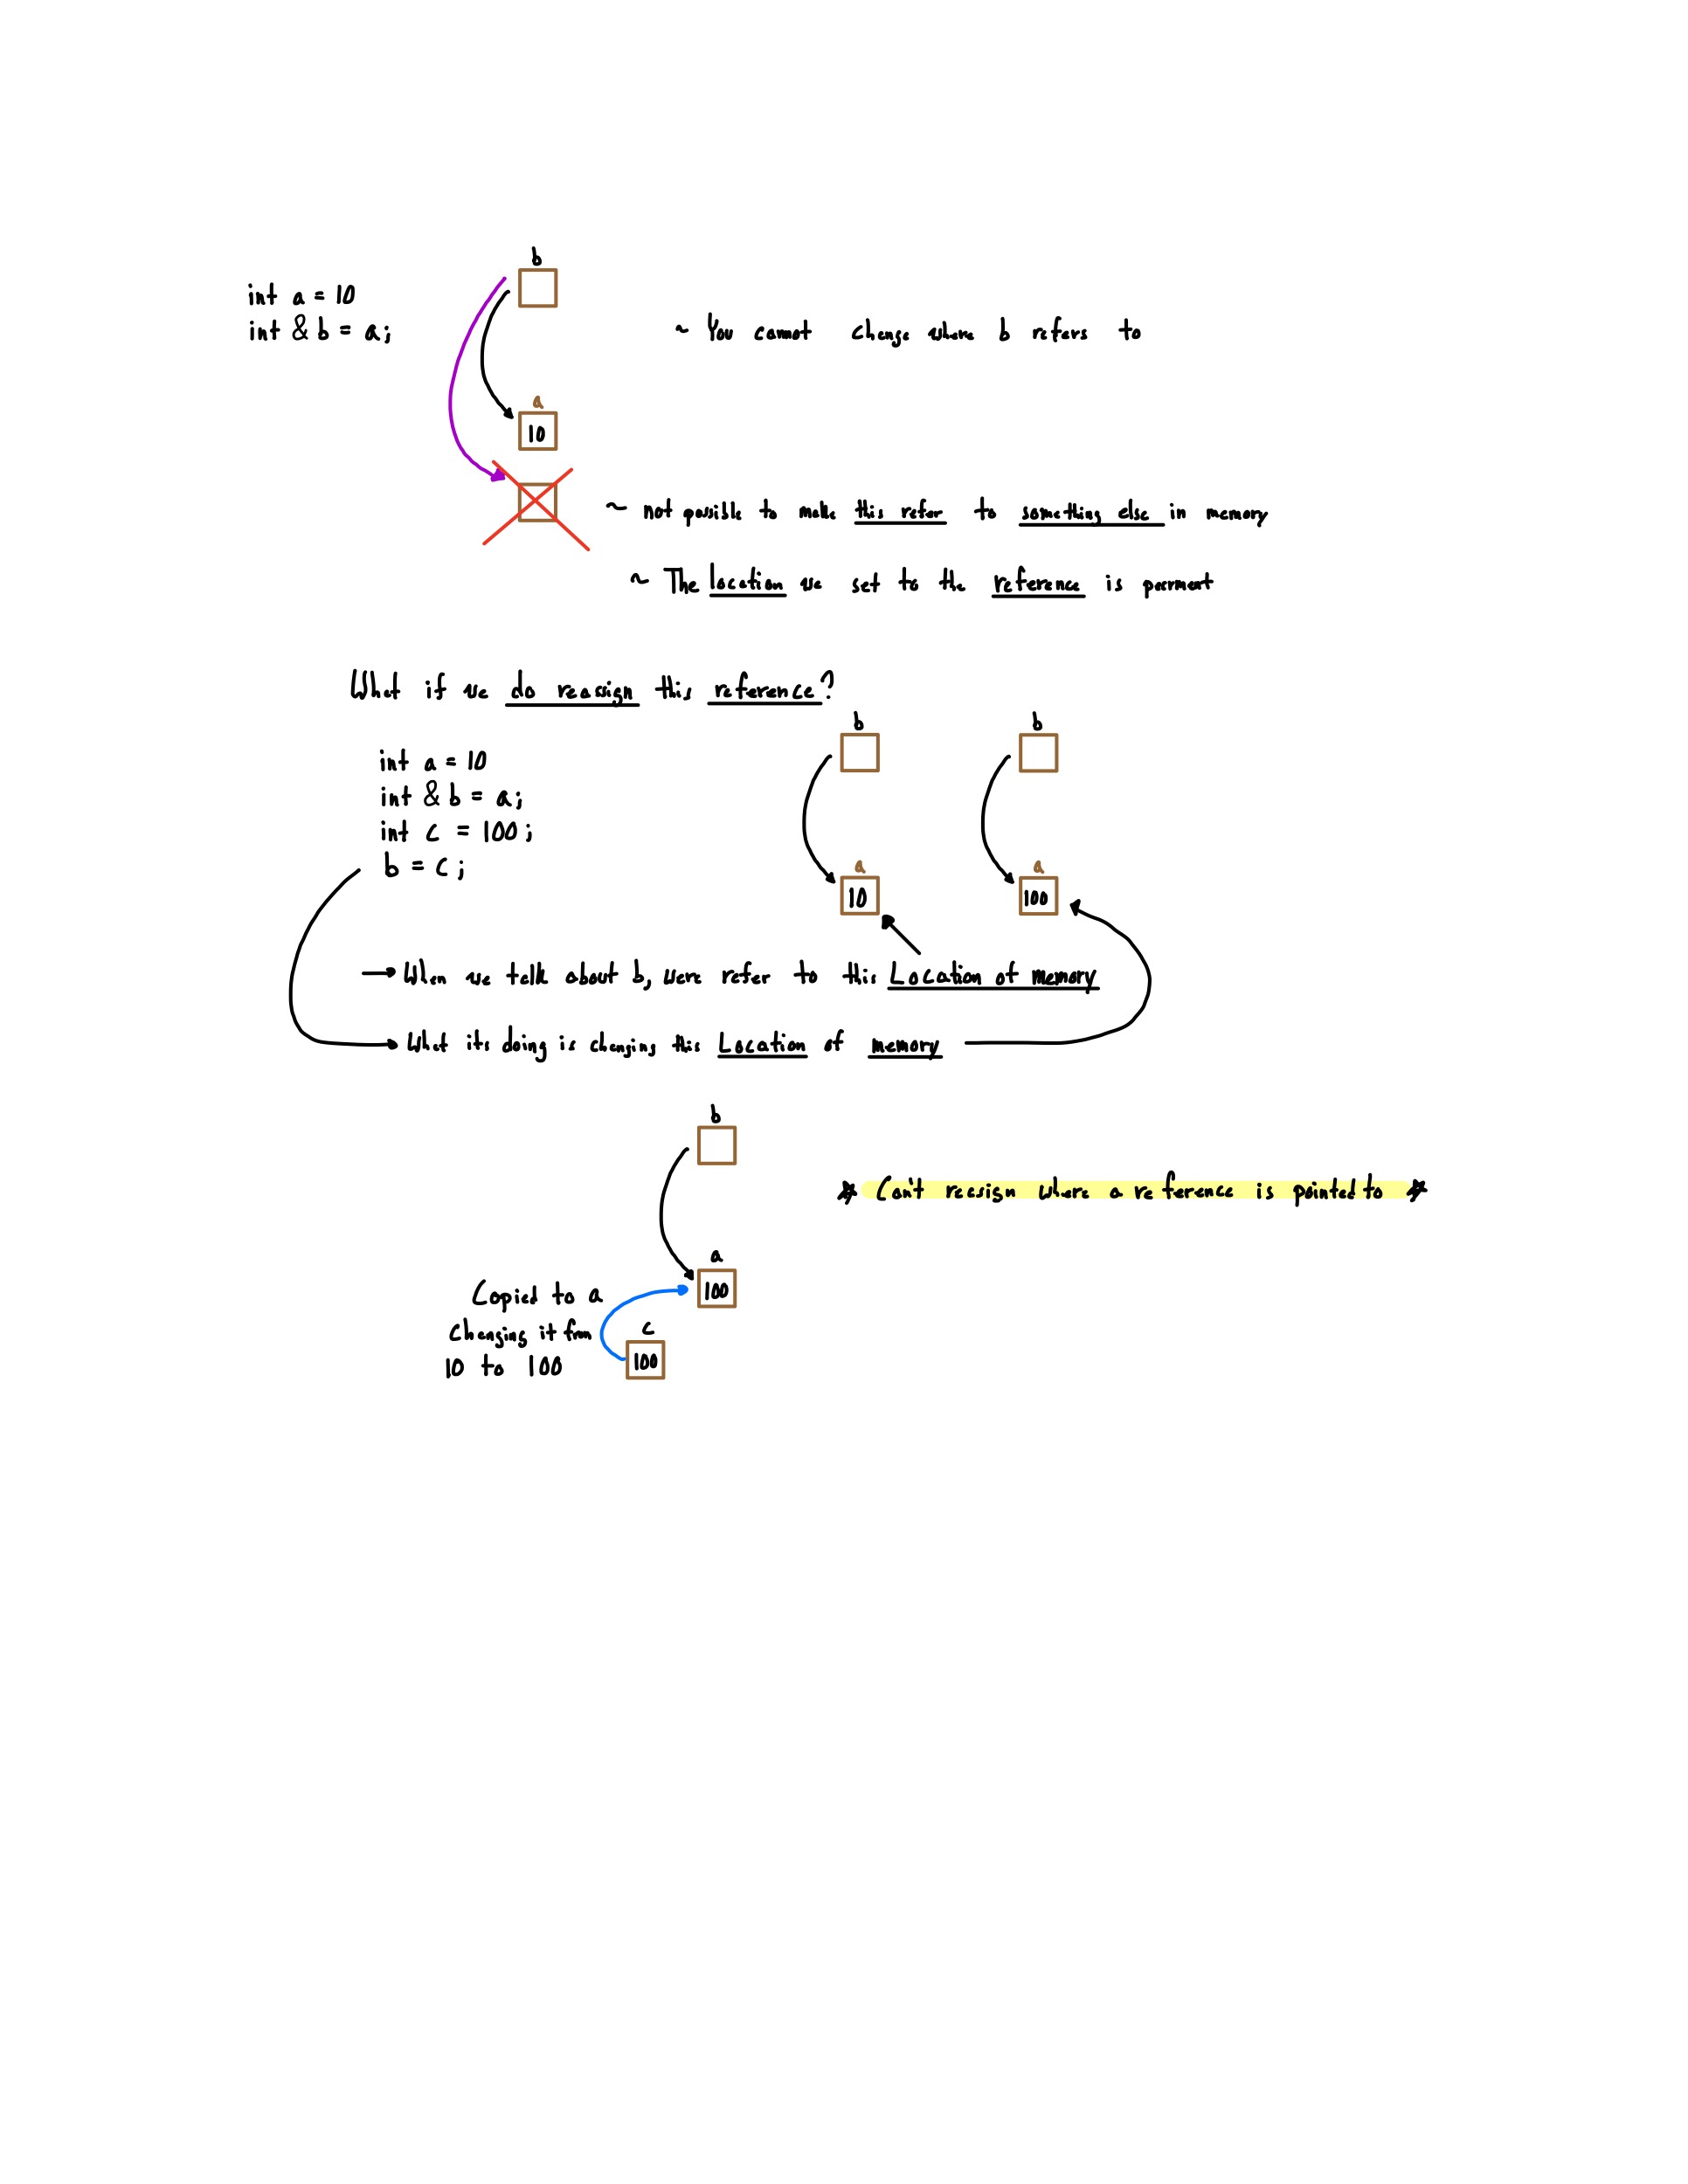 b
int a = 10
int & b = a;
~ You cannot change where b refers to
a
10
~ not possible to make this refer to something else in memory
~ The location we set to the reference is permert
What if we do reassign this reference?
b b
int a = 10
int & b = a;
int c = 100;
b = c;
a a
10 100
When we talk about b, were refer to this Location of memory
What its doing is changing this Location of memory
b
* Can't reasign where a reference is pointed to *
a
100
Copied to a
changing it from
c
10 to 100
100